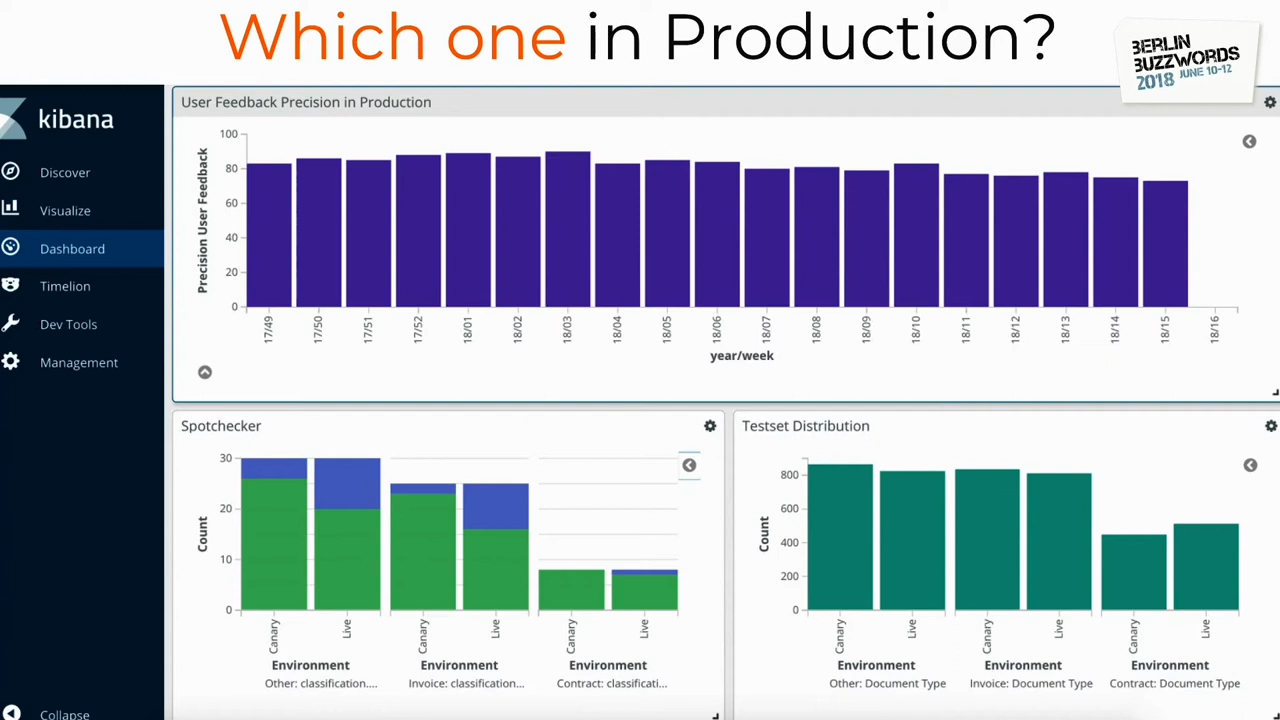 Which one in Production?
BERLIN
BUZZWORDS
2018 JUNE 10-12
kibana
Discover
Visualize
Dashboard
Timelion
Dev Tools
Management
Collapse
User Feedback Precision in Production
Precision User Feedback
100
80
60
40
20
0
17/49 17/50 17/51 17/52 18/01 18/02 18/03 18/04 18/05 18/06 18/07 18/08 18/09 18/10 18/11 18/12 18/13 18/14 18/15 18/16
year/week
Spotchecker
Count
30
20
10
0
Canary Live Canary Live Canary Live
Environment Environment Environment
Other: classification.... Invoice: classification... Contract: classificati...
Testset Distribution
Count
800
600
400
200
0
Canary Live Canary Live Canary Live
Environment Environment Environment
Other: Document Type Invoice: Document Type Contract: Document Type